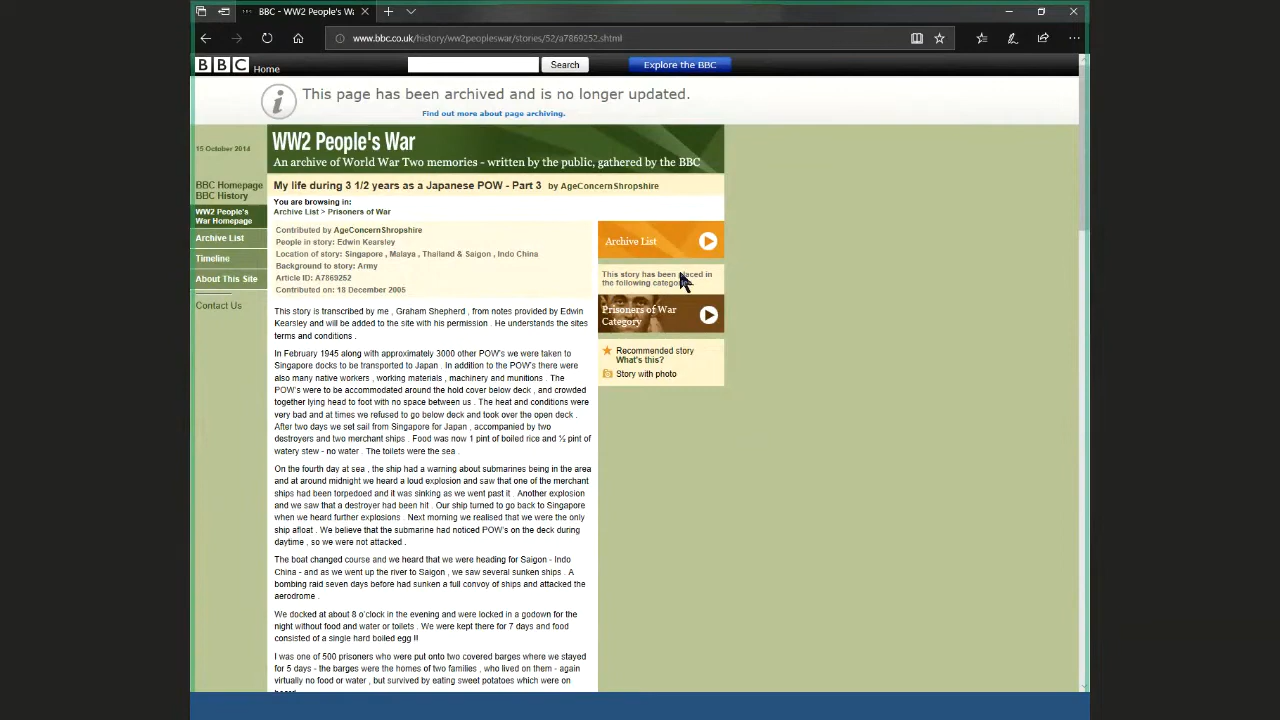 BBC - WW2 People's Wa
www.bbc.co.uk/history/ww2peopleswar/stories/52/a7869252.shtml
BBC Home
Search
Explore the BBC
This page has been archived and is no longer updated.
Find out more about page archiving.
15 October 2014
WW2 People's War
An archive of World War Two memories - written by the public, gathered by the BBC
BBC Homepage
BBC History
WW2 People's
War Homepage
Archive List
Timeline
About This Site
Contact Us
My life during 3 1/2 years as a Japanese POW - Part 3 by AgeConcernShropshire
You are browsing in:
Archive List > Prisoners of War
Contributed by AgeConcernShropshire
People in story: Edwin Kearsley
Location of story: Singapore , Malaya , Thailand & Saigon , Indo China
Background to story: Army
Article ID: A7869252
Contributed on: 18 December 2005
This story is transcribed by me , Graham Shepherd , from notes provided by Edwin
Kearsley and will be added to the site with his permission . He understands the sites
terms and conditions .
In February 1945 along with approximately 3000 other POW's we were taken to
Singapore docks to be transported to Japan . In addition to the POW's there were
also many native workers , working materials , machinery and munitions . The
POW's were to be accommodated around the hold cover below deck , and crowded
together lying head to foot with no space between us . The heat and conditions were
very bad and at times we refused to go below deck and took over the open deck .
After two days we set sail from Singapore for Japan , accompanied by two
destroyers and two merchant ships . Food was now 1 pint of boiled rice and ½ pint of
watery stew - no water . The toilets were the sea .
On the fourth day at sea , the ship had a warning about submarines being in the area
and at around midnight we heard a loud explosion and saw that one of the merchant
ships had been torpedoed and it was sinking as we went past it . Another explosion
and we saw that a destroyer had been hit . Our ship turned to go back to Singapore
when we heard further explosions . Next morning we realised that we were the only
ship afloat . We believe that the submarine had noticed POW's on the deck during
daytime , so we were not attacked .
The boat changed course and we heard that we were heading for Saigon - Indo
China - and as we went up the river to Saigon , we saw several sunken ships . A
bombing raid seven days before had sunken a full convoy of ships and attacked the
aerodrome .
We docked at about 8 o'clock in the evening and were locked in a godown for the
night without food and water or toilets . We were kept there for 7 days and food
consisted of a single hard boiled egg !!
I was one of 500 prisoners who were put onto two covered barges where we stayed
for 5 days - the barges were the homes of two families , who lived on them - again
virtually no food or water , but survived by eating sweet potatoes which were on
Archive List
This story has been placed in
the following
Prisoners of War
Category
Recommended story
What's this?
Story with photo